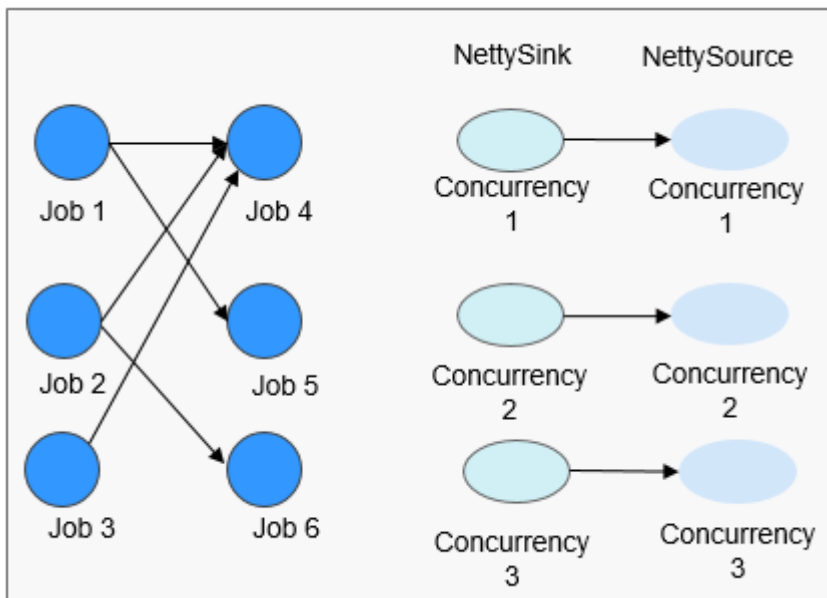 NettySink
NettySource
Job 1
Job 4
Concurrency
1
Concurrency
1
Job 2
Job 5
Concurrency
2
Concurrency
2
Job 3
Job 6
Concurrency
3
Concurrency
3